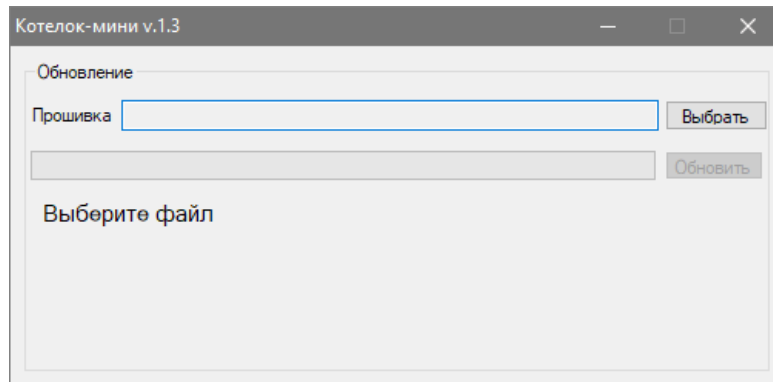 Котелок-мини v.1.3
Обновление
Прошивка Выбрать
Обновить
Выберите файл